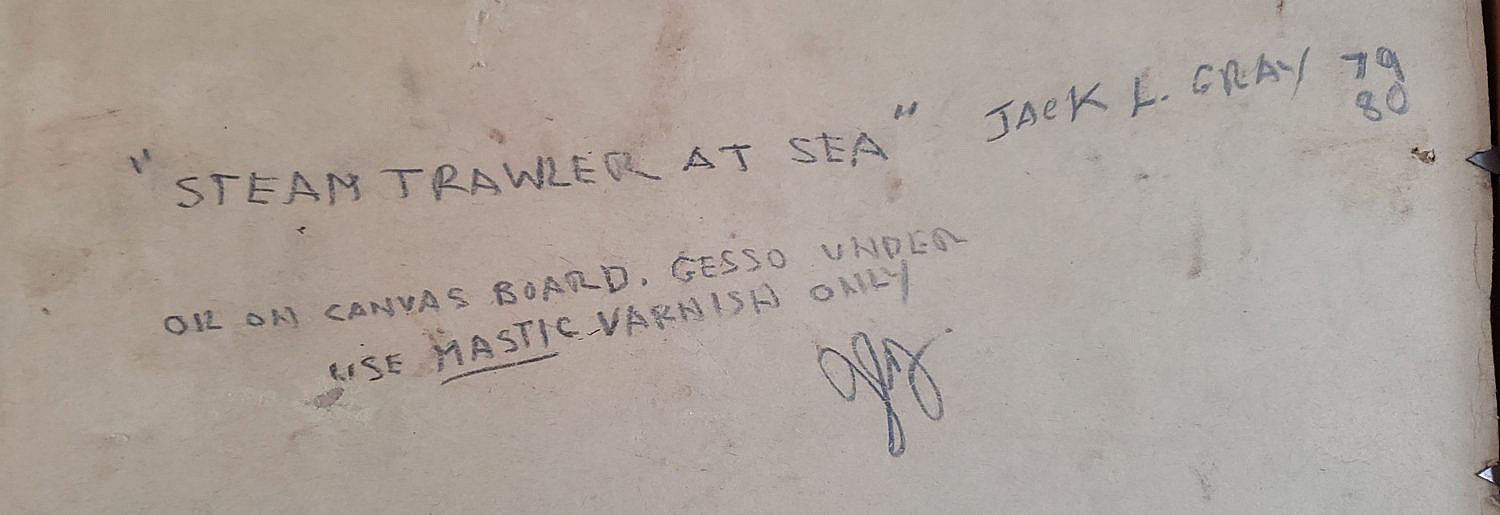 "STEAM TRAWLER AT SEA" JACK L. GRAY 79
80
OIL ON CANVAS BOARD. GESSO UNDER
USE MASTIC VARNISH ONLY